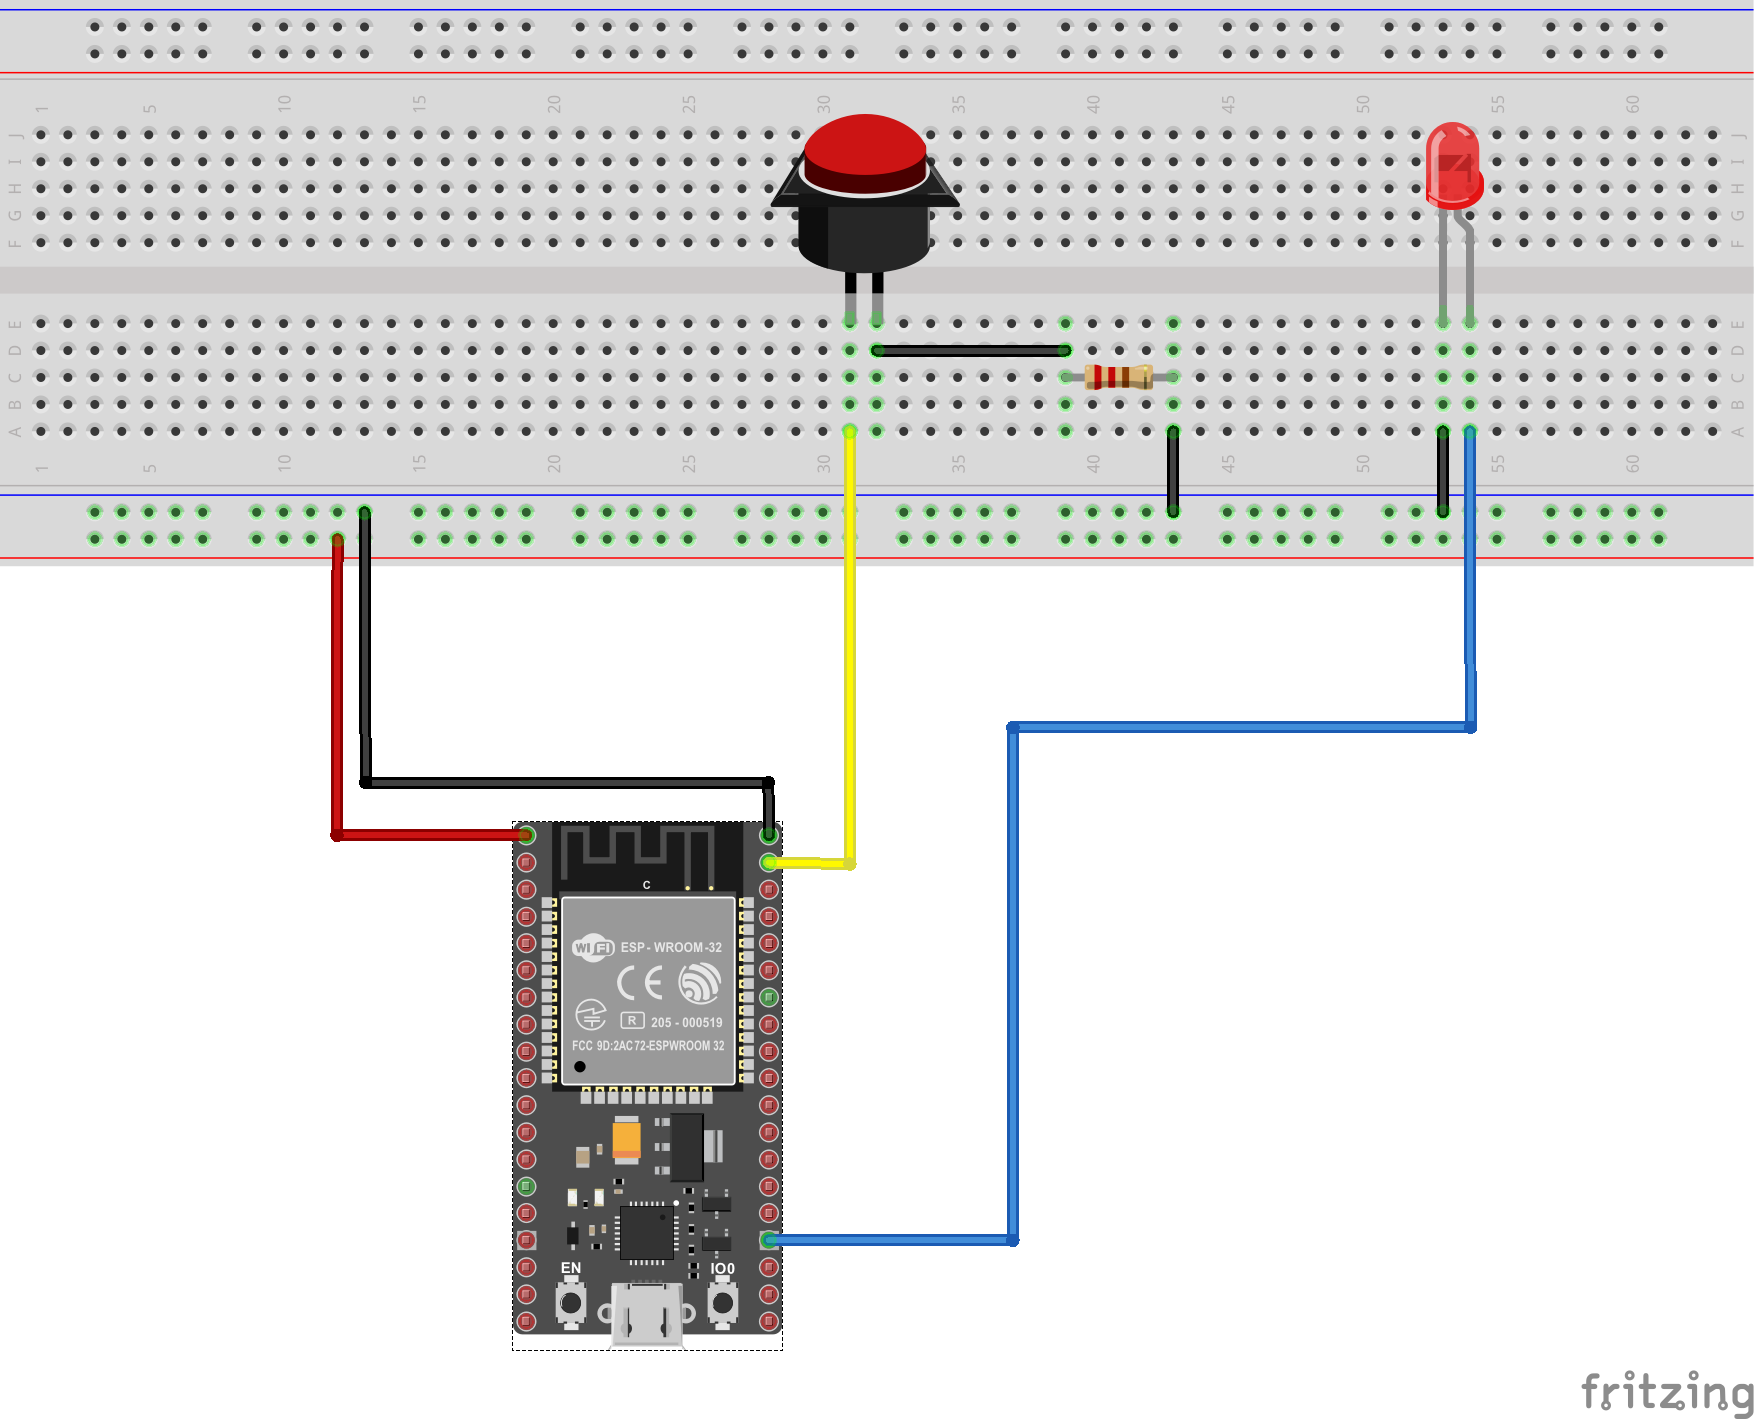 1 5 10 15 20 25 30 35 40 45 50 55 60
J J
I I
H H
G G
F F
E E
D D
C C
B B
A A
1 5 10 15 20 25 30 35 40 45 50 55 60
C
Wi Fi ESP-WROOM-32
CE
R 205-000519
FCC 9D:2AC72-ESPWROOM 32
EN IO0
fritzing